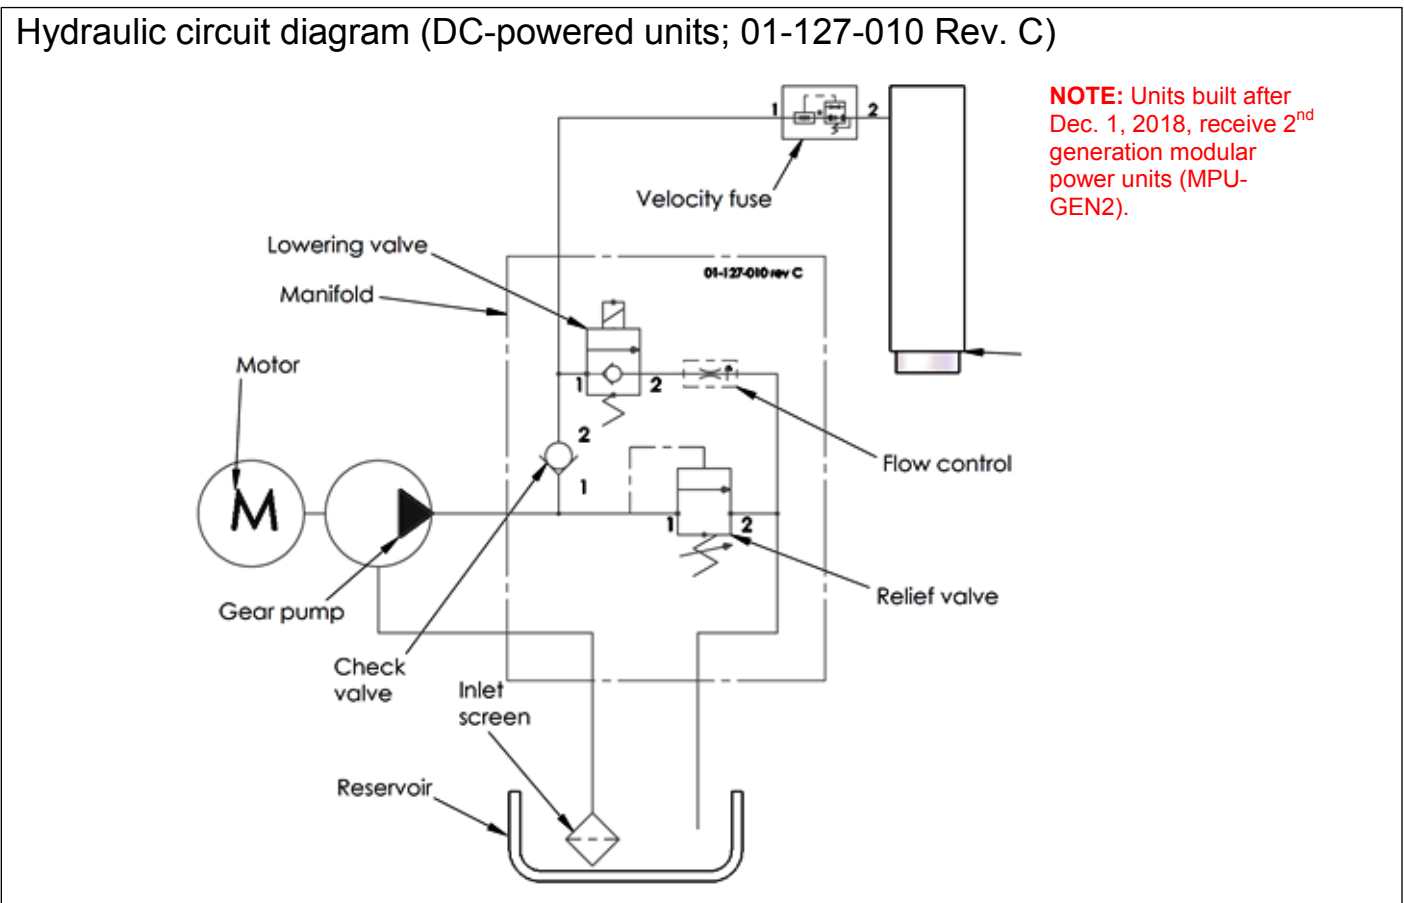 Hydraulic circuit diagram (DC-powered units; 01-127-010 Rev. C)
NOTE: Units built after
Dec. 1, 2018, receive 2nd
generation modular
power units (MPU-
GEN2).
1
2
Velocity fuse
Lowering valve
01-127-010 rev C
Manifold
Motor
1
2
2
Flow control
1
M
1
2
Relief valve
Gear pump
Check
valve
Inlet
screen
Reservoir